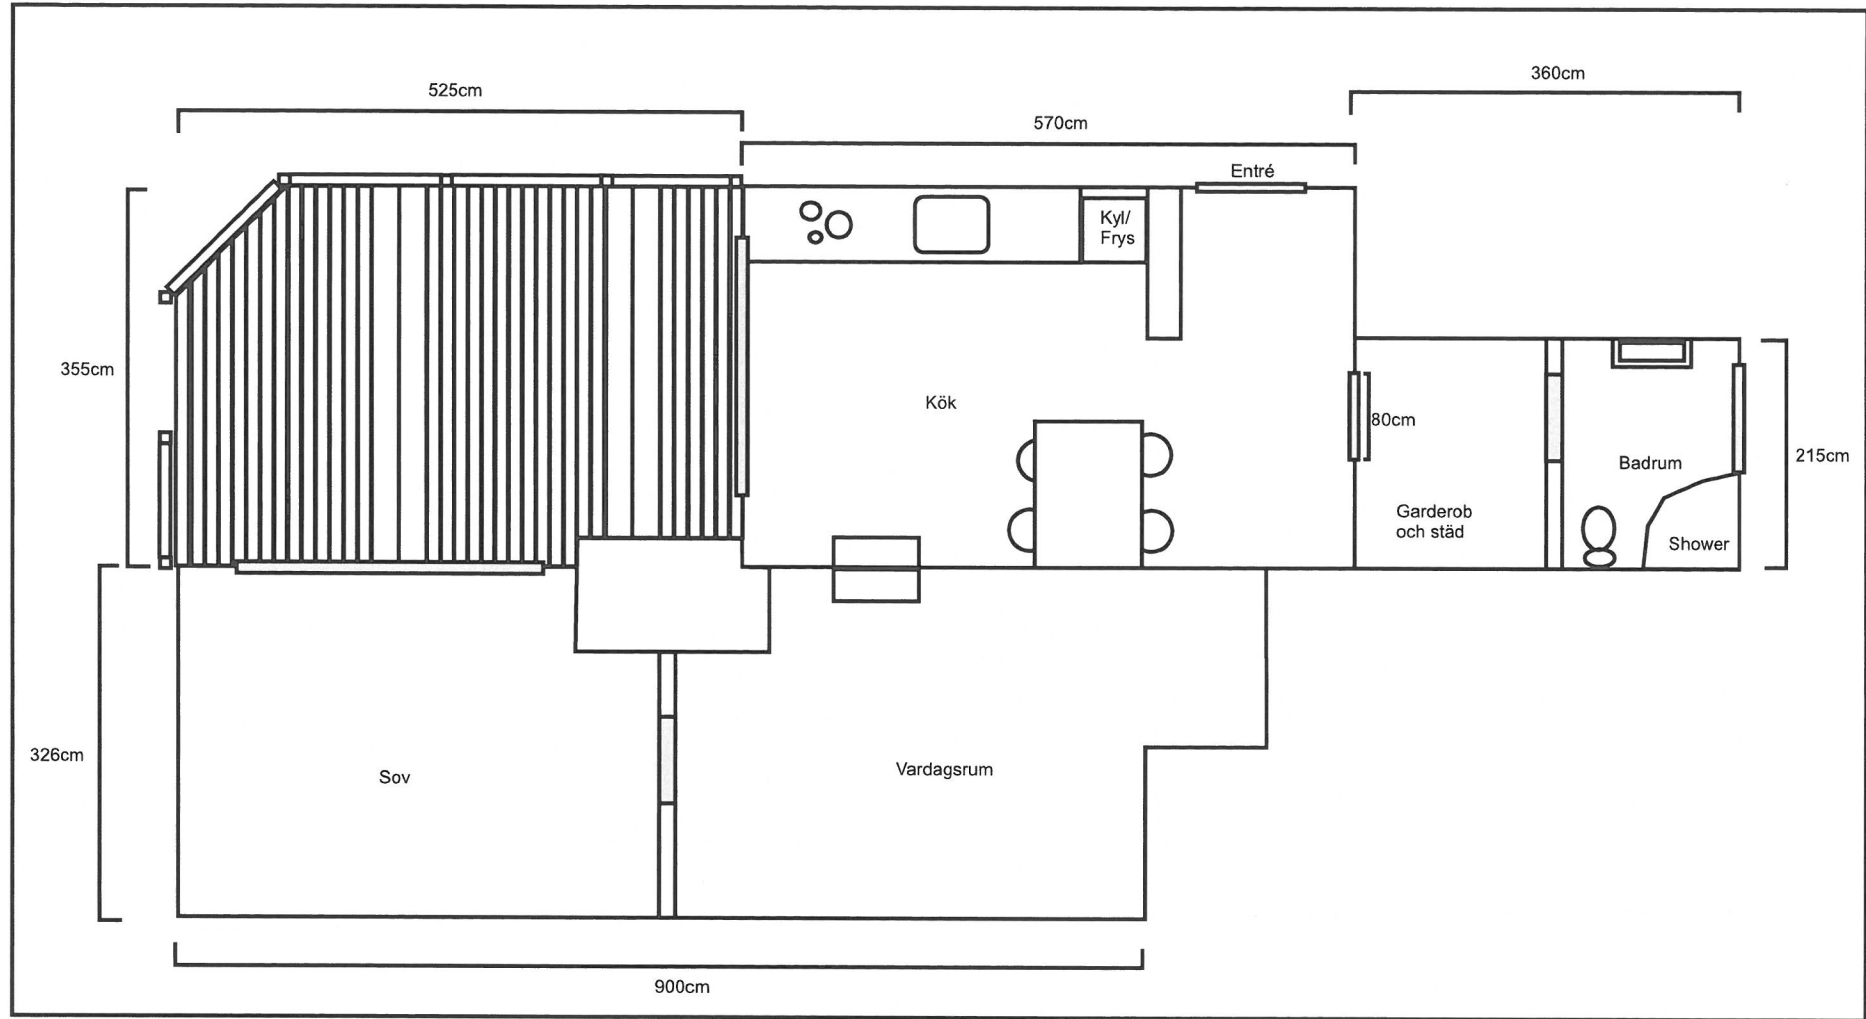 360cm
525cm
570cm
Entré
Kyl/
Frys
355cm
Kök
80cm
215cm
Badrum
Garderob
och städ
Shower
326cm
Sov
Vardagsrum
900cm